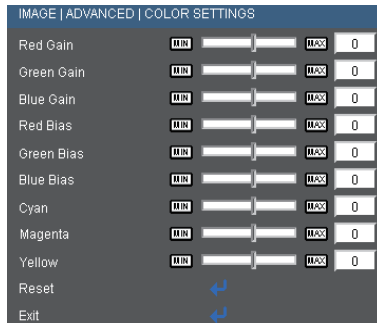 IMAGE | ADVANCED | COLOR SETTINGS
Red Gain MIN MAX 0
Green Gain MIN MAX 0
Blue Gain MIN MAX 0
Red Bias MIN MAX 0
Green Bias MIN MAX 0
Blue Bias MIN MAX 0
Cyan MIN MAX 0
Magenta MIN MAX 0
Yellow MIN MAX 0
Reset
Exit